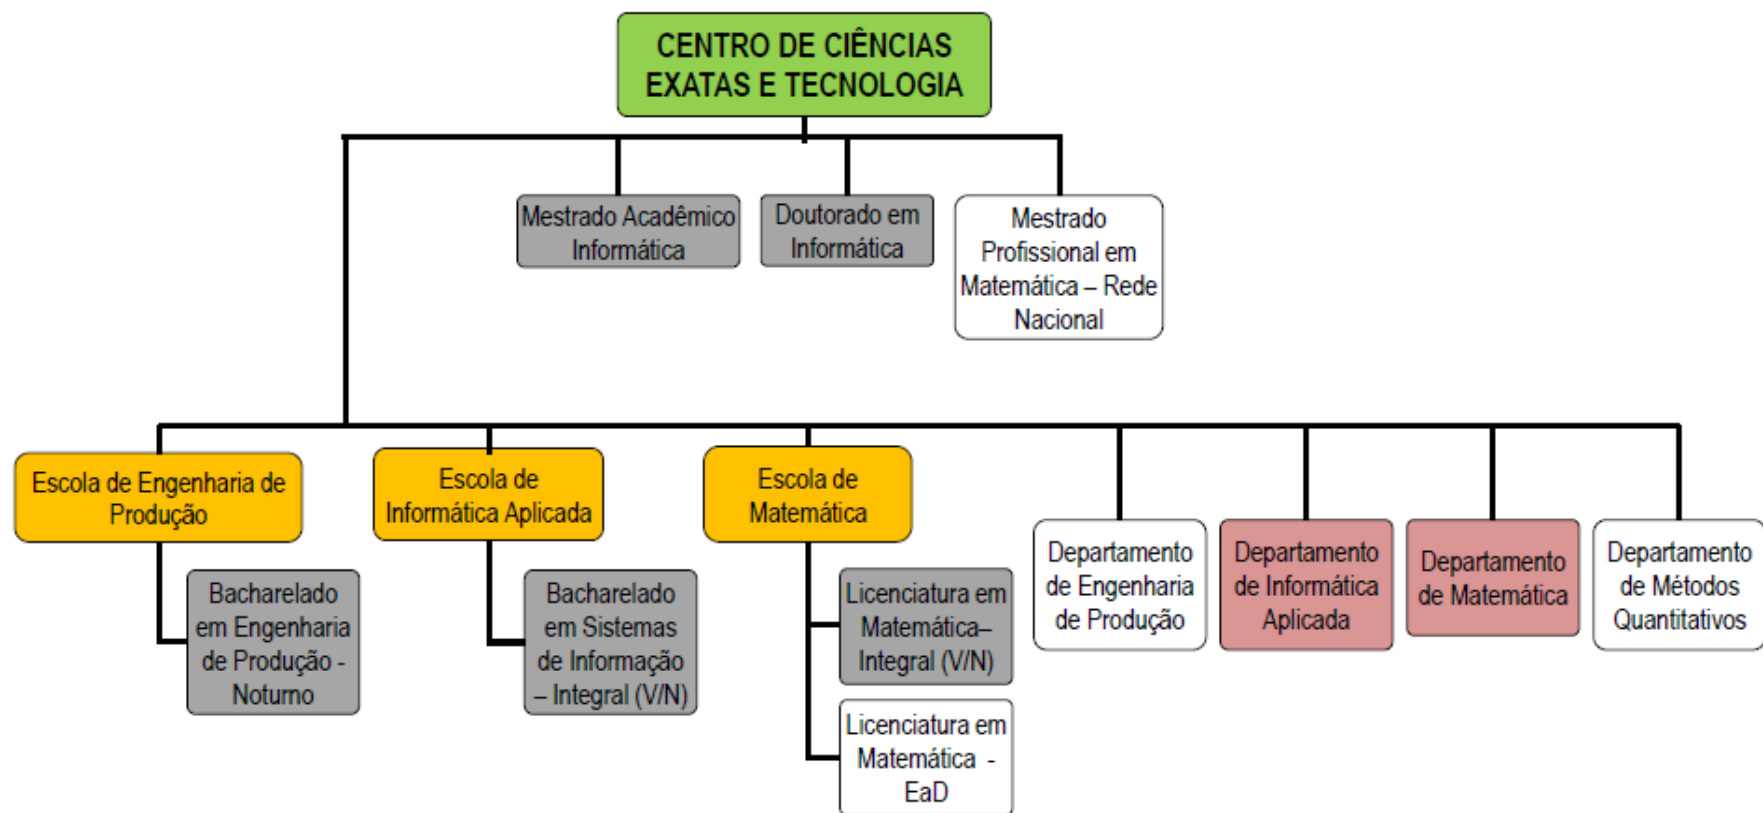 CENTRO DE CIÊNCIAS
EXATAS E TECNOLOGIA
Mestrado Acadêmico
Informática
Doutorado em
Informática
Mestrado
Profissional em
Matemática – Rede
Nacional
Escola de Engenharia de
Produção
Escola de
Informática Aplicada
Escola de
Matemática
Departamento
de Engenharia
de Produção
Departamento
de Informática
Aplicada
Departamento
de Matemática
Departamento
de Métodos
Quantitativos
Bacharelado
em Engenharia
de Produção -
Noturno
Bacharelado
em Sistemas
de Informação
– Integral (V/N)
Licenciatura em
Matemática–
Integral (V/N)
Licenciatura em
Matemática -
EaD